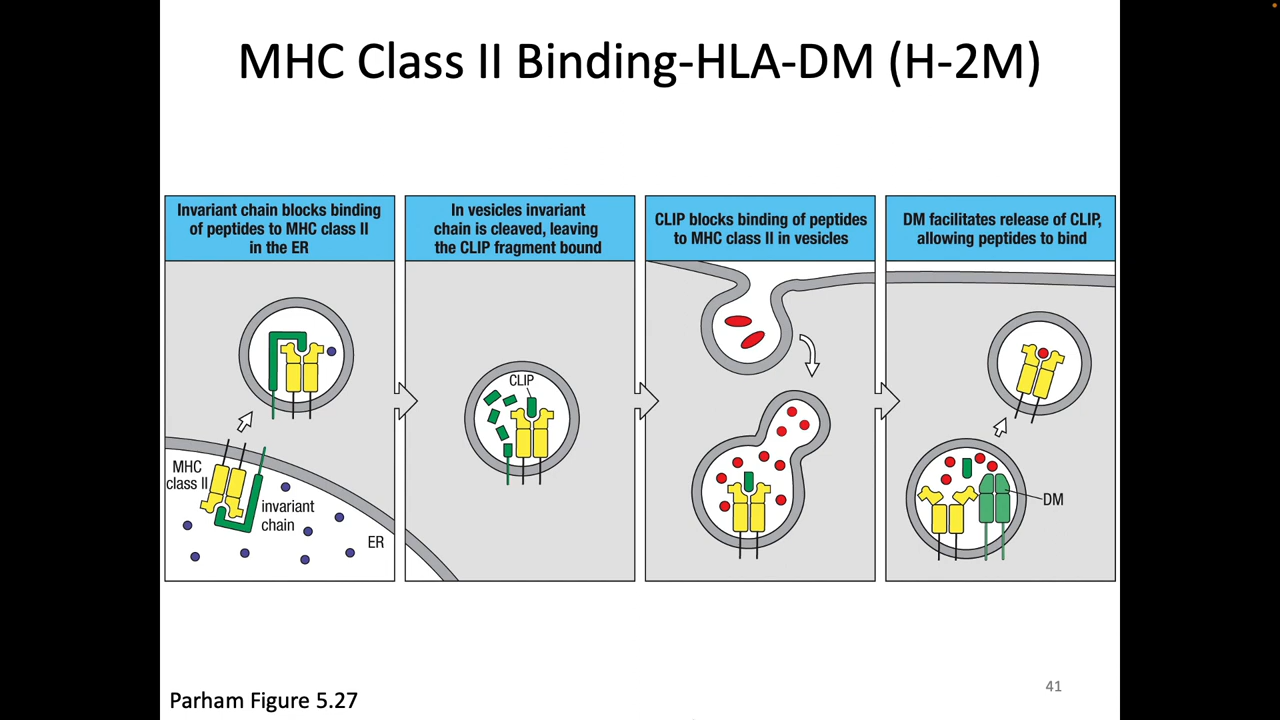 MHC Class II Binding-HLA-DM (H-2M)
Invariant chain blocks binding
of peptides to MHC class II
in the ER
In vesicles invariant
chain is cleaved, leaving
the CLIP fragment bound
CLIP blocks binding of peptides
to MHC class II in vesicles
DM facilitates release of CLIP,
allowing peptides to bind
MHC
class II
invariant
chain
ER
CLIP
DM
Parham Figure 5.27
41